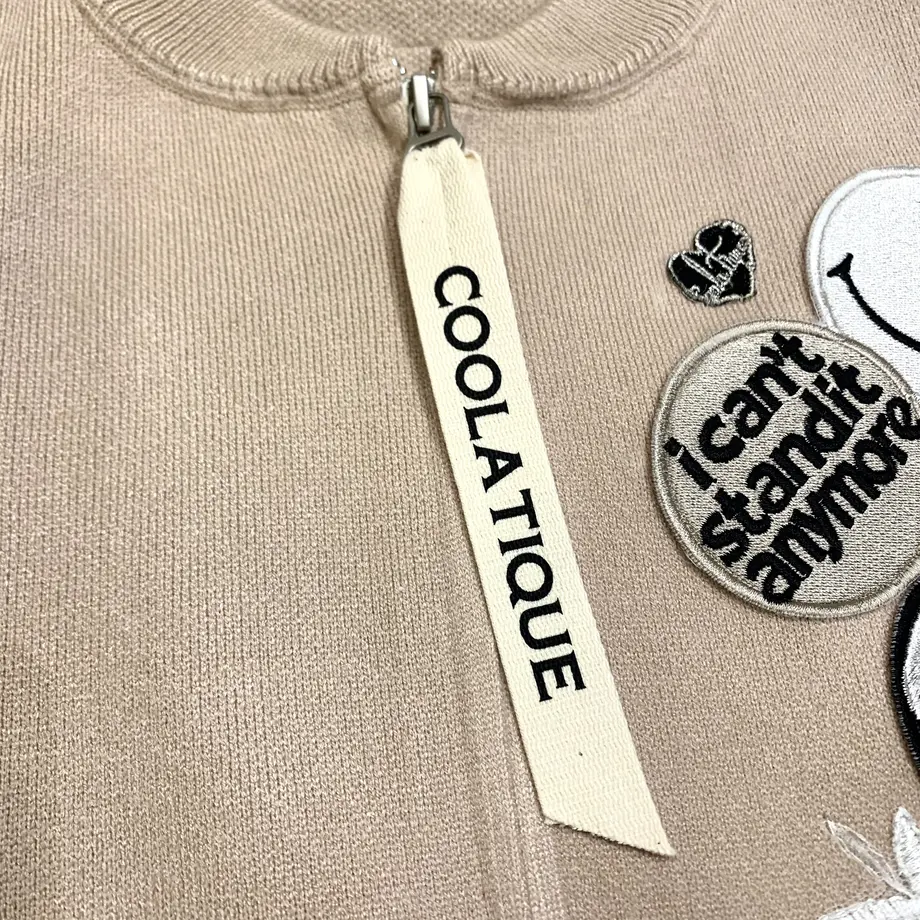 COOLATIQUE
i can't
standit
anymore